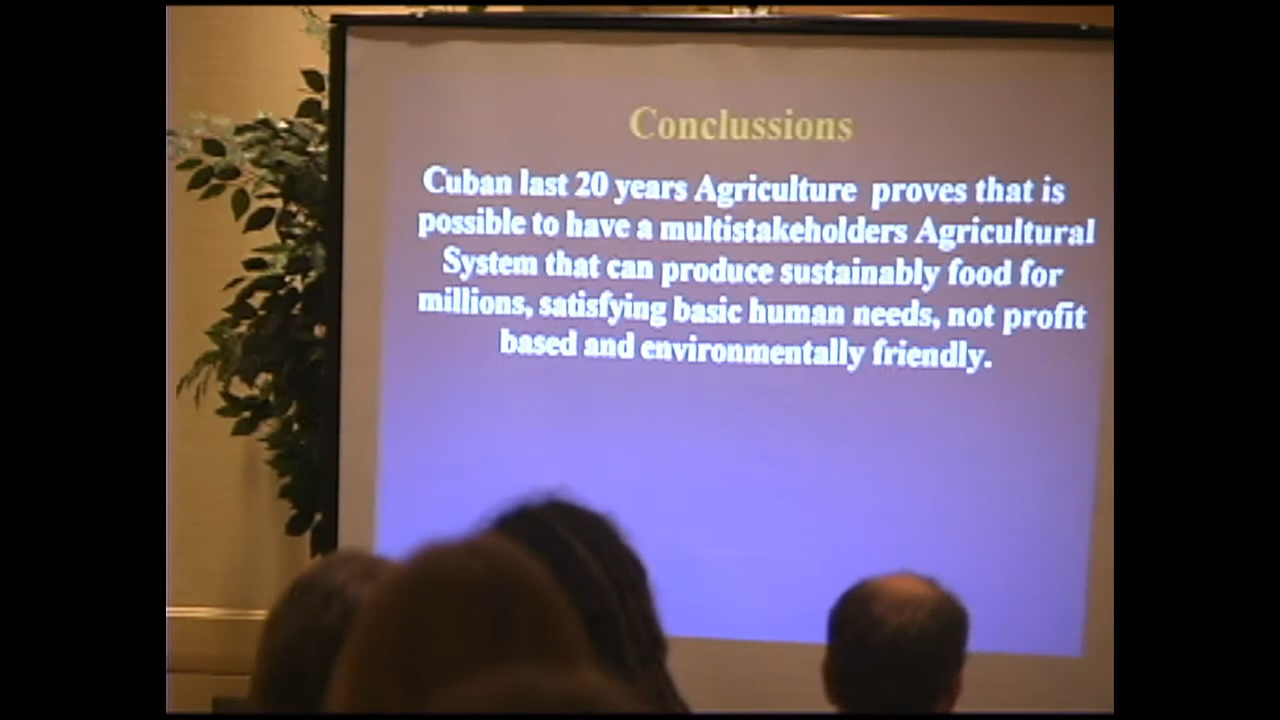 Conclussions
Cuban last 20 years Agriculture proves that is
possible to have a multistakeholders Agricultural
System that can produce sustainably food for
millions, satisfying basic human needs, not profit
based and environmentally friendly.